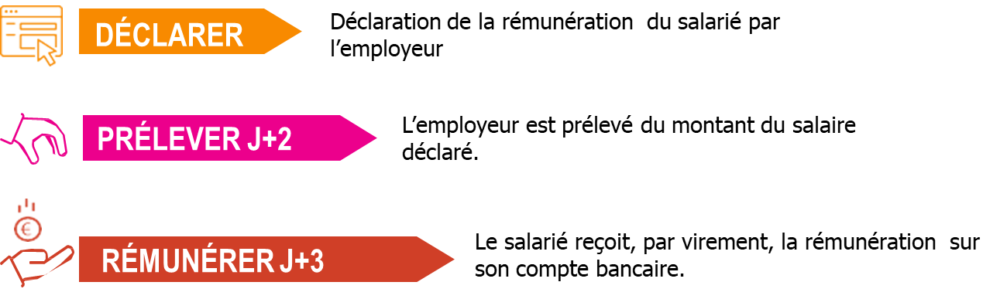 DÉCLARER
Déclaration de la rémunération  du salarié par
l’employeur
PRÉLEVER J+2
L’employeur est prélevé du montant du salaire
déclaré.
€
RÉMUNÉRER J+3
Le salarié reçoit, par virement, la rémunération  sur
son compte bancaire.